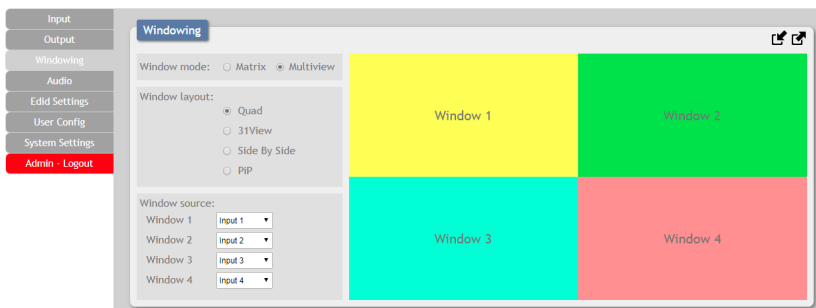 Input
Output
Windowing
Audio
Edid Settings
User Config
System Settings
Admin - Logout
Windowing
Window mode: Matrix Multiview
Window layout:
Quad
31View
Side By Side
PiP
Window source:
Window 1 Input 1
Window 2 Input 2
Window 3 Input 3
Window 4 Input 4
Window 1 Window 2
Window 3 Window 4